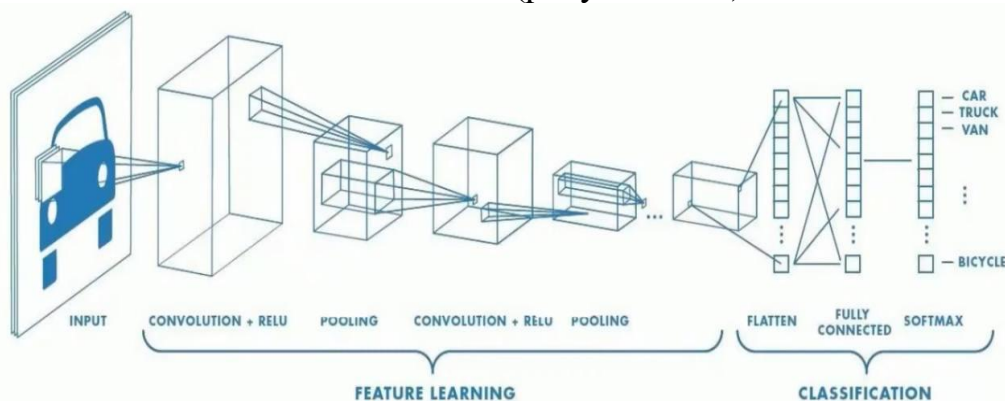 CAR
TRUCK
VAN
BICYCLE
INPUT
CONVOLUTION + RELU
POOLING
CONVOLUTION + RELU
POOLING
FLATTEN
FULLY
CONNECTED
SOFTMAX
FEATURE LEARNING
CLASSIFICATION